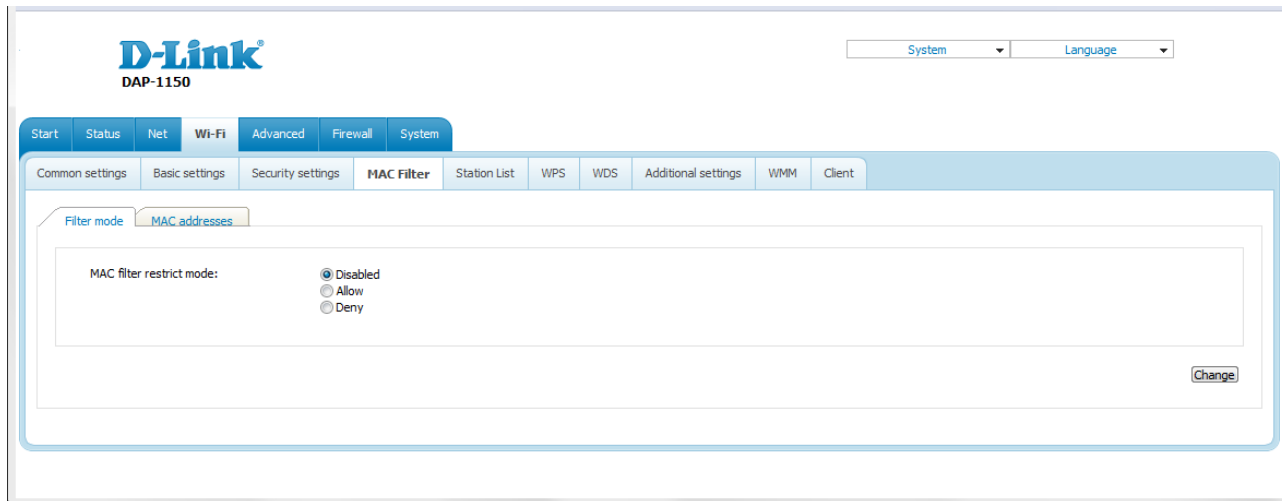 D-Link®
DAP-1150
System Language
Start Status Net Wi-Fi Advanced Firewall System
Common settings Basic settings Security settings MAC Filter Station List WPS WDS Additional settings WMM Client
Filter mode MAC addresses
MAC filter restrict mode: Disabled
Allow
Deny
Change